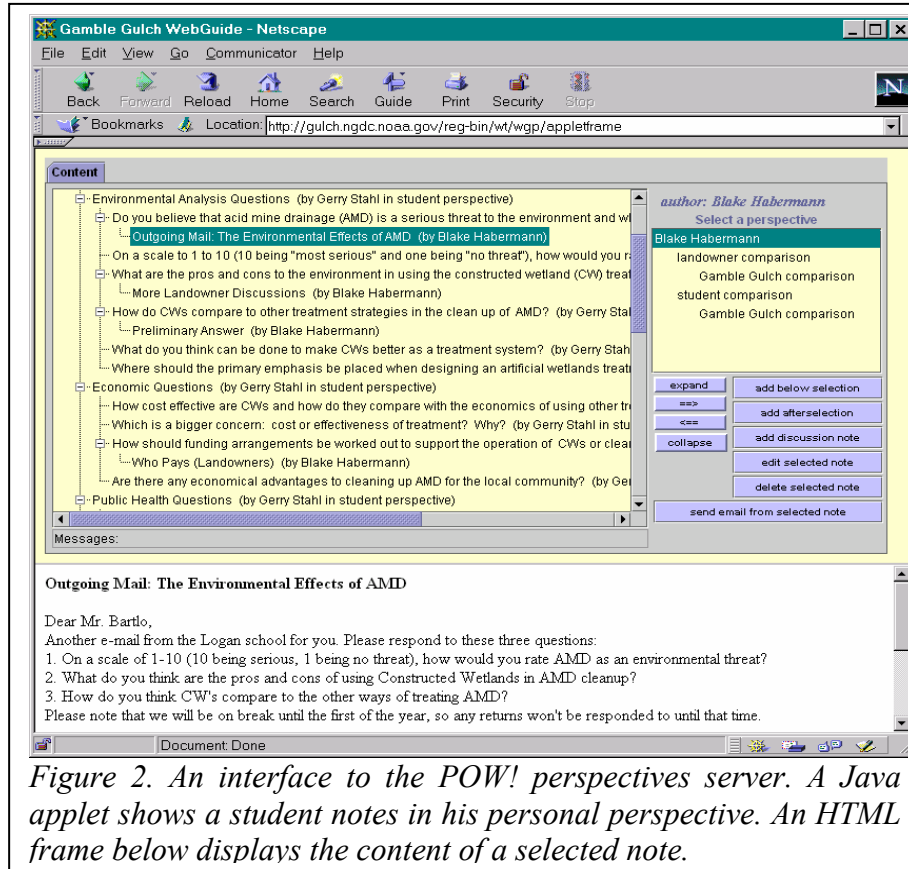 Gamble Gulch WebGuide - Netscape
File Edit View Go Communicator Help
Back Forward Reload Home Search Guide Print Security Stop
N
Bookmarks Location: http://gulch.ngdc.noaa.gov/reg-bin/wt/wgp/appletframe
Content
Environmental Analysis Questions (by Gerry Stahl in student perspective)
Do you believe that acid mine drainage (AMD) is a serious threat to the environment and
Outgoing Mail: The Environmental Effects of AMD (by Blake Habermann)
On a scale to 1 to 10 (10 being "most serious" and one being "no threat"), how would you
What are the pros and cons to the environment in using the constructed wetland (CW)
More Landowner Discussions (by Blake Habermann)
How do CWs compare to other treatment strategies in the clean up of AMD? (by Gerry
Preliminary Answer (by Blake Habermann)
What do you think can be done to make CWs better as a treatment system? (by Gerry
Where should the primary emphasis be placed when designing an artificial wetlands
Economic Questions (by Gerry Stahl in student perspective)
How cost effective are CWs and how do they compare with the economics of using other
Which is a bigger concern: cost or effectiveness of treatment? Why? (by Gerry Stahl in
How should funding arrangements be worked out to support the operation of CWs or
Who Pays (Landowners) (by Blake Habermann)
Are there any economical advantages to cleaning up AMD for the local community? (by
Public Health Questions (by Gerry Stahl in student perspective)
Messages:
author: Blake Habermann
Select a perspective
Blake Habermann
landowner comparison
Gamble Gulch comparison
student comparison
Gamble Gulch comparison
expand add below selection
==> add afterselection
<== add discussion note
collapse edit selected note
delete selected note
send email from selected note
Outgoing Mail: The Environmental Effects of AMD
Dear Mr. Bartlo,
Another e-mail from the Logan school for you. Please respond to these three questions:
1. On a scale of 1-10 (10 being serious, 1 being no threat), how would you rate AMD as an environmental threat?
2. What do you think are the pros and cons of using Constructed Wetlands in AMD cleanup?
3. How do you think CW's compare to the other ways of treating AMD?
Please note that we will be on break until the first of the year, so any returns won't be responded to until that time.
Document: Done
Figure 2. An interface to the POW! perspectives server. A Java
applet shows a student notes in his personal perspective. An HTML
frame below displays the content of a selected note.